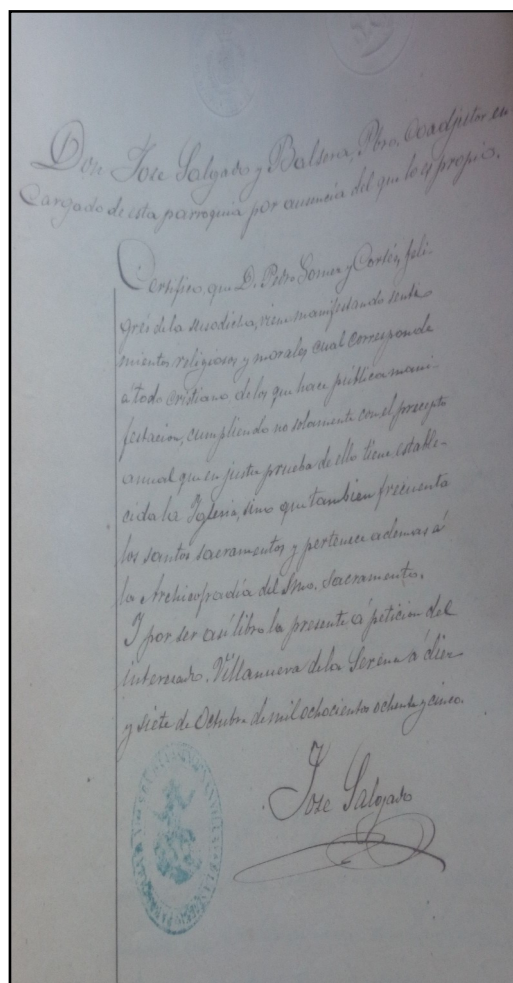 Don Jose Salgado y Balsera, Pbro. Coadjutor en
Cargado de esta parroquia por ausencia del que lo es propio.
Certifico que D. Pedro Gomez y Cortés, feli-
grés de la susodicha, viene manifestando senti-
mientos religiosos y morales cual corresponde
á todo cristiano de los que hace pública mani
festacion, cumpliendo no solamente con el precepto
anual que en justa prueba de ello tiene estable-
cida la Iglesia, sino que tambien frecuenta
los santos sacramentos y pertenece ademas á
la Archicofradía del Smo. Sacramento.
Y por ser así libro la presente á peticion del
interesado. Villanueva de la Serena á diez
y siete de Octubre de mil ochocientos ochenta y cinco.
Jose Salgado